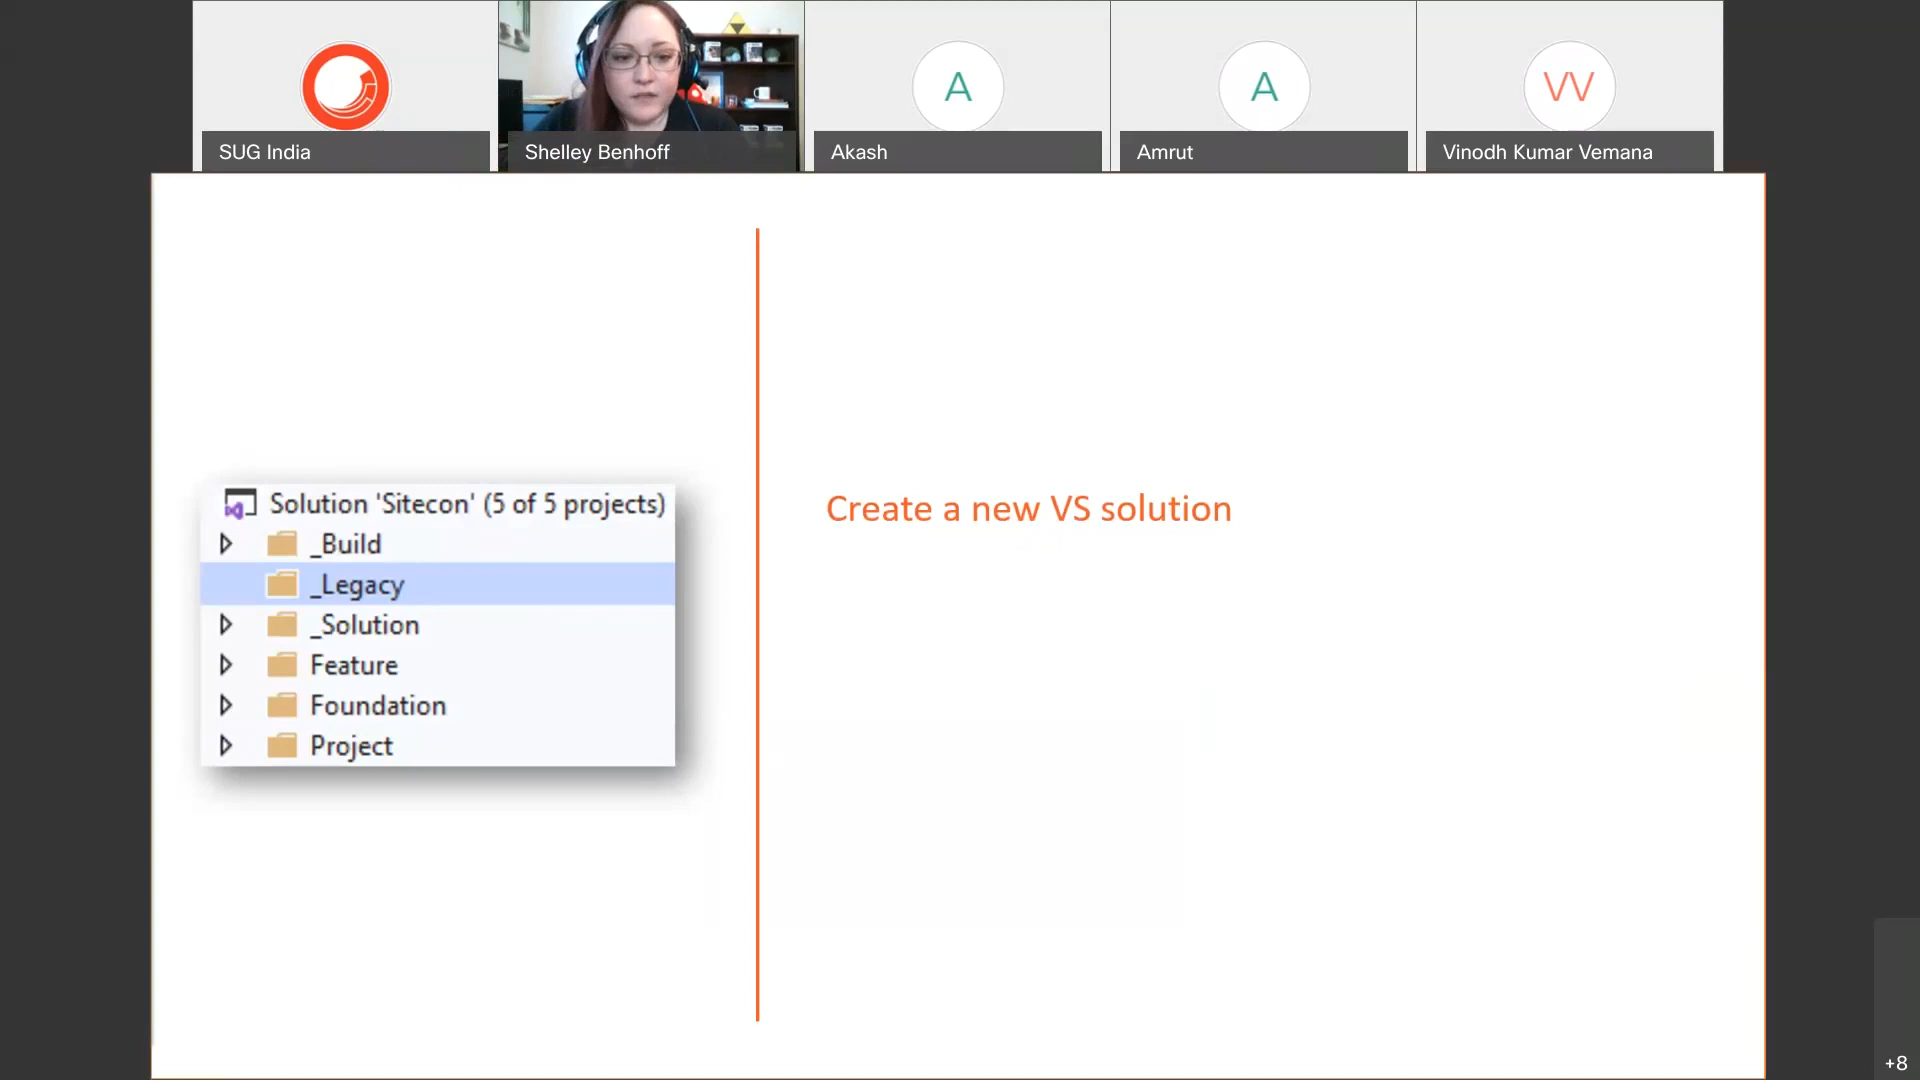 SUG India
Shelley Benhoff
A
Akash
A
Amrut
VV
Vinodh Kumar Vemana
Solution 'Sitecon' (5 of 5 projects)
_Build
_Legacy
_Solution
Feature
Foundation
Project
Create a new VS solution
+8